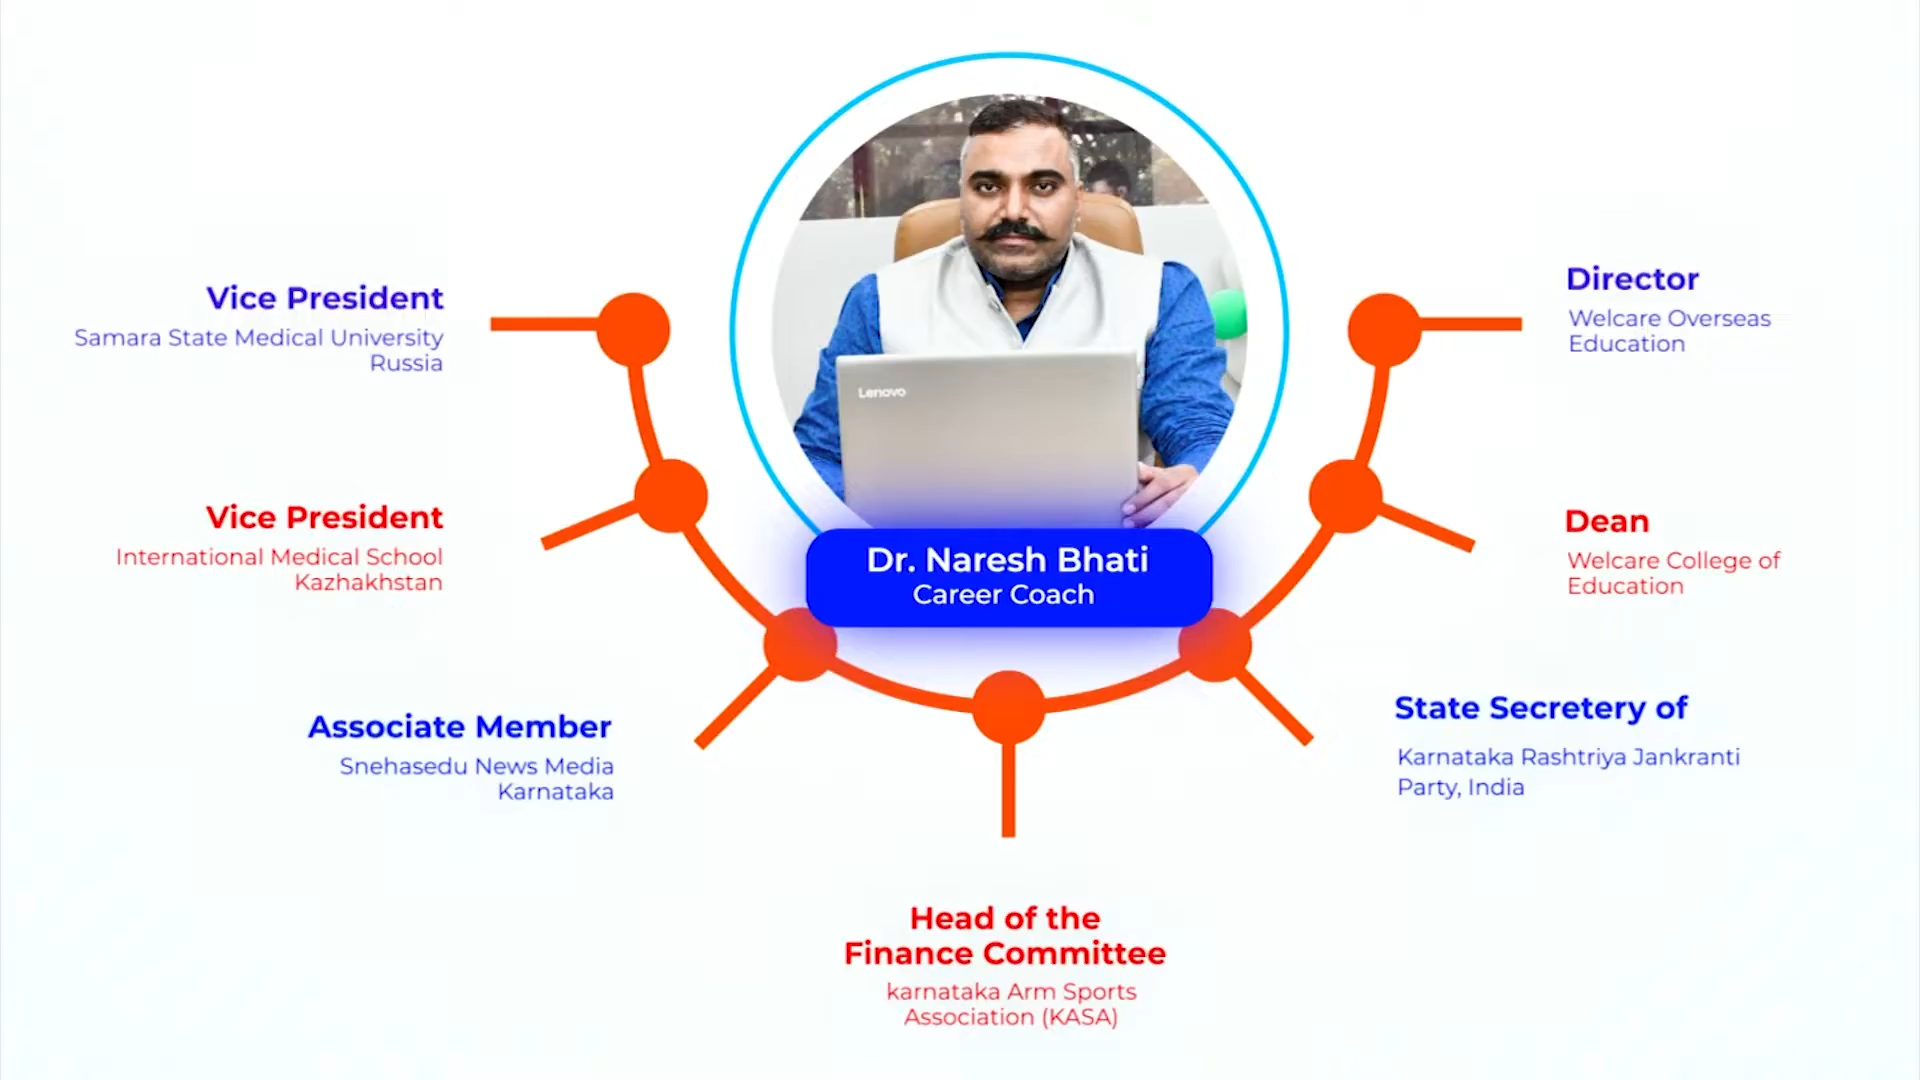 Lenovo
Dr. Naresh Bhati
Career Coach
Vice President
Samara State Medical University
Russia
Vice President
International Medical School
Kazhakhstan
Associate Member
Snehasedu News Media
Karnataka
Head of the
Finance Committee
karnataka Arm Sports
Association (KASA)
State Secretery of
Karnataka Rashtriya Jankranti
Party, India
Dean
Welcare College of
Education
Director
Welcare Overseas
Education